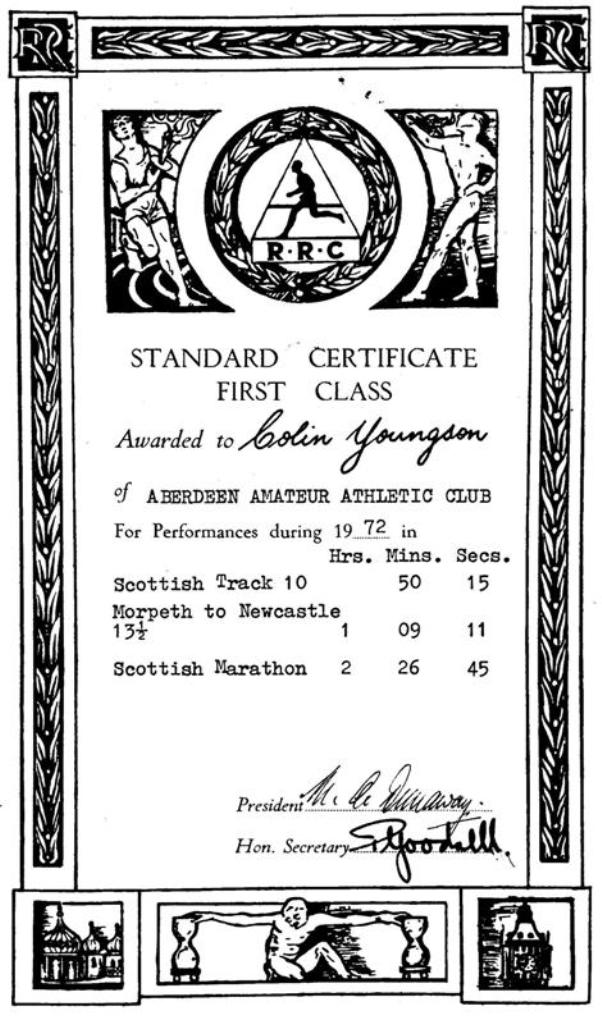 RRC
RRC
R·R·C
STANDARD CERTIFICATE
FIRST CLASS
Awarded to Colin Youngson
of ABERDEEN AMATEUR ATHLETIC CLUB
For Performances during 19 72 in
Hrs. Mins. Secs.
Scottish Track 10 50 15
Morpeth to Newcastle
13½ 1 09 11
Scottish Marathon 2 26 45
President
Hon. Secretary